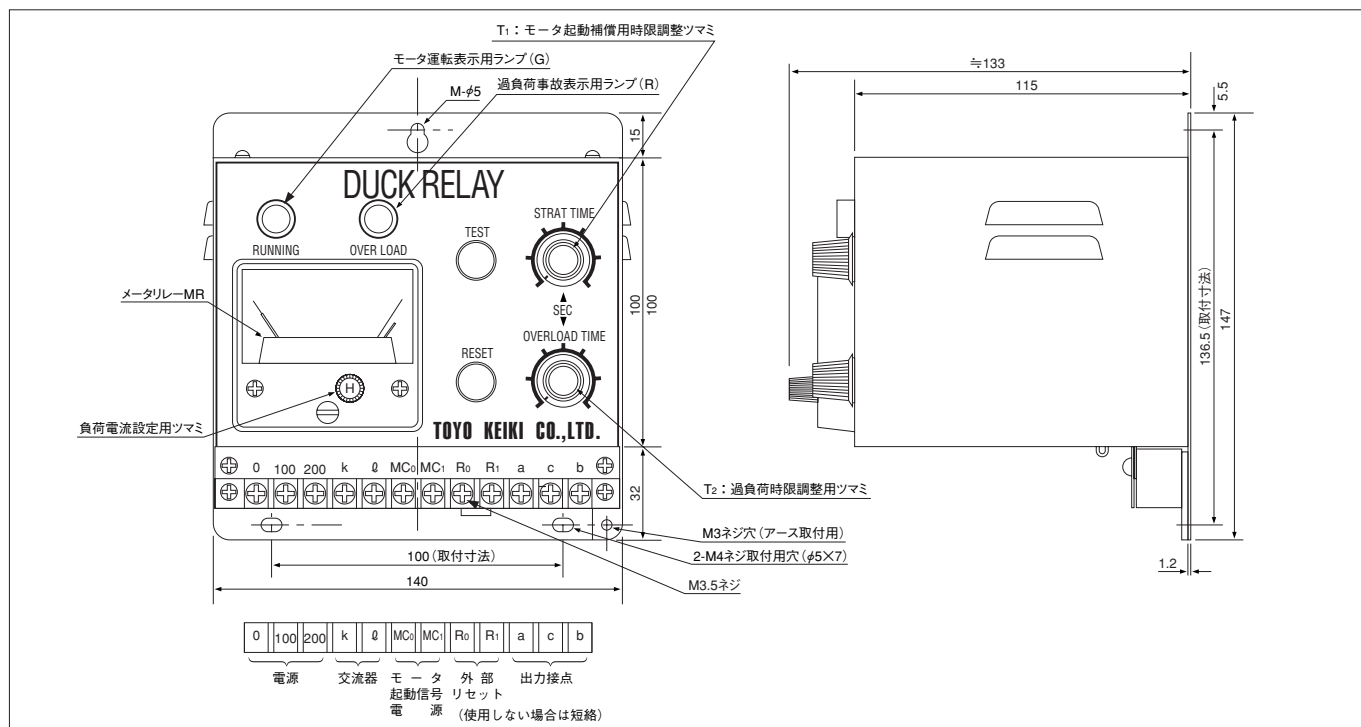 T₁：モータ起動補償用時限調整ツマミ
モータ運転表示用ランプ（G）
過負荷事故表示用ランプ（R）
M-φ5
≒133
115
5.5
15
DUCK RELAY
RUNNING
OVER LOAD
TEST
STRAT TIME
SEC
OVERLOAD TIME
RESET
メータリレーMR
H
負荷電流設定用ツマミ
TOYO KEIKI CO.,LTD.
100
100
136.5（取付寸法）
147
0 100 200 k ℓ MC₀ MC₁ R₀ R₁ a c b
32
T₂：過負荷時限調整用ツマミ
M3ネジ穴（アース取付用）
2-M4ネジ取付用穴（φ5×7）
M3.5ネジ
100（取付寸法）
140
1.2
0 100 200 k ℓ MC₀ MC₁ R₀ R₁ a c b
電源 交流器 モータ 外部 出力接点
起動信号 リセット
電源 （使用しない場合は短絡）